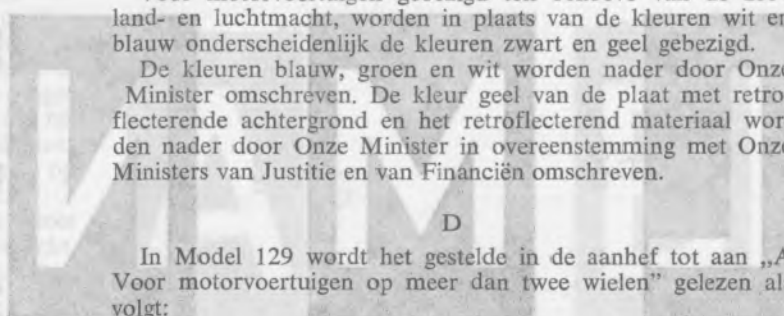 land- en luchtmacht, worden in plaats van de kleuren wit en
blauw onderscheidenlijk de kleuren zwart en geel gebezigd.
De kleuren blauw, groen en wit worden nader door Onze
Minister omschreven. De kleur geel van de plaat met retro-
flecterende achtergrond en het retroflecterend materiaal wor-
den nader door Onze Minister in overeenstemming met Onze
Ministers van Justitie en van Financiën omschreven.
D
In Model 129 wordt het gestelde in de aanhef tot aan „A
Voor motorvoertuigen op meer dan twee wielen” gelezen als
volgt: